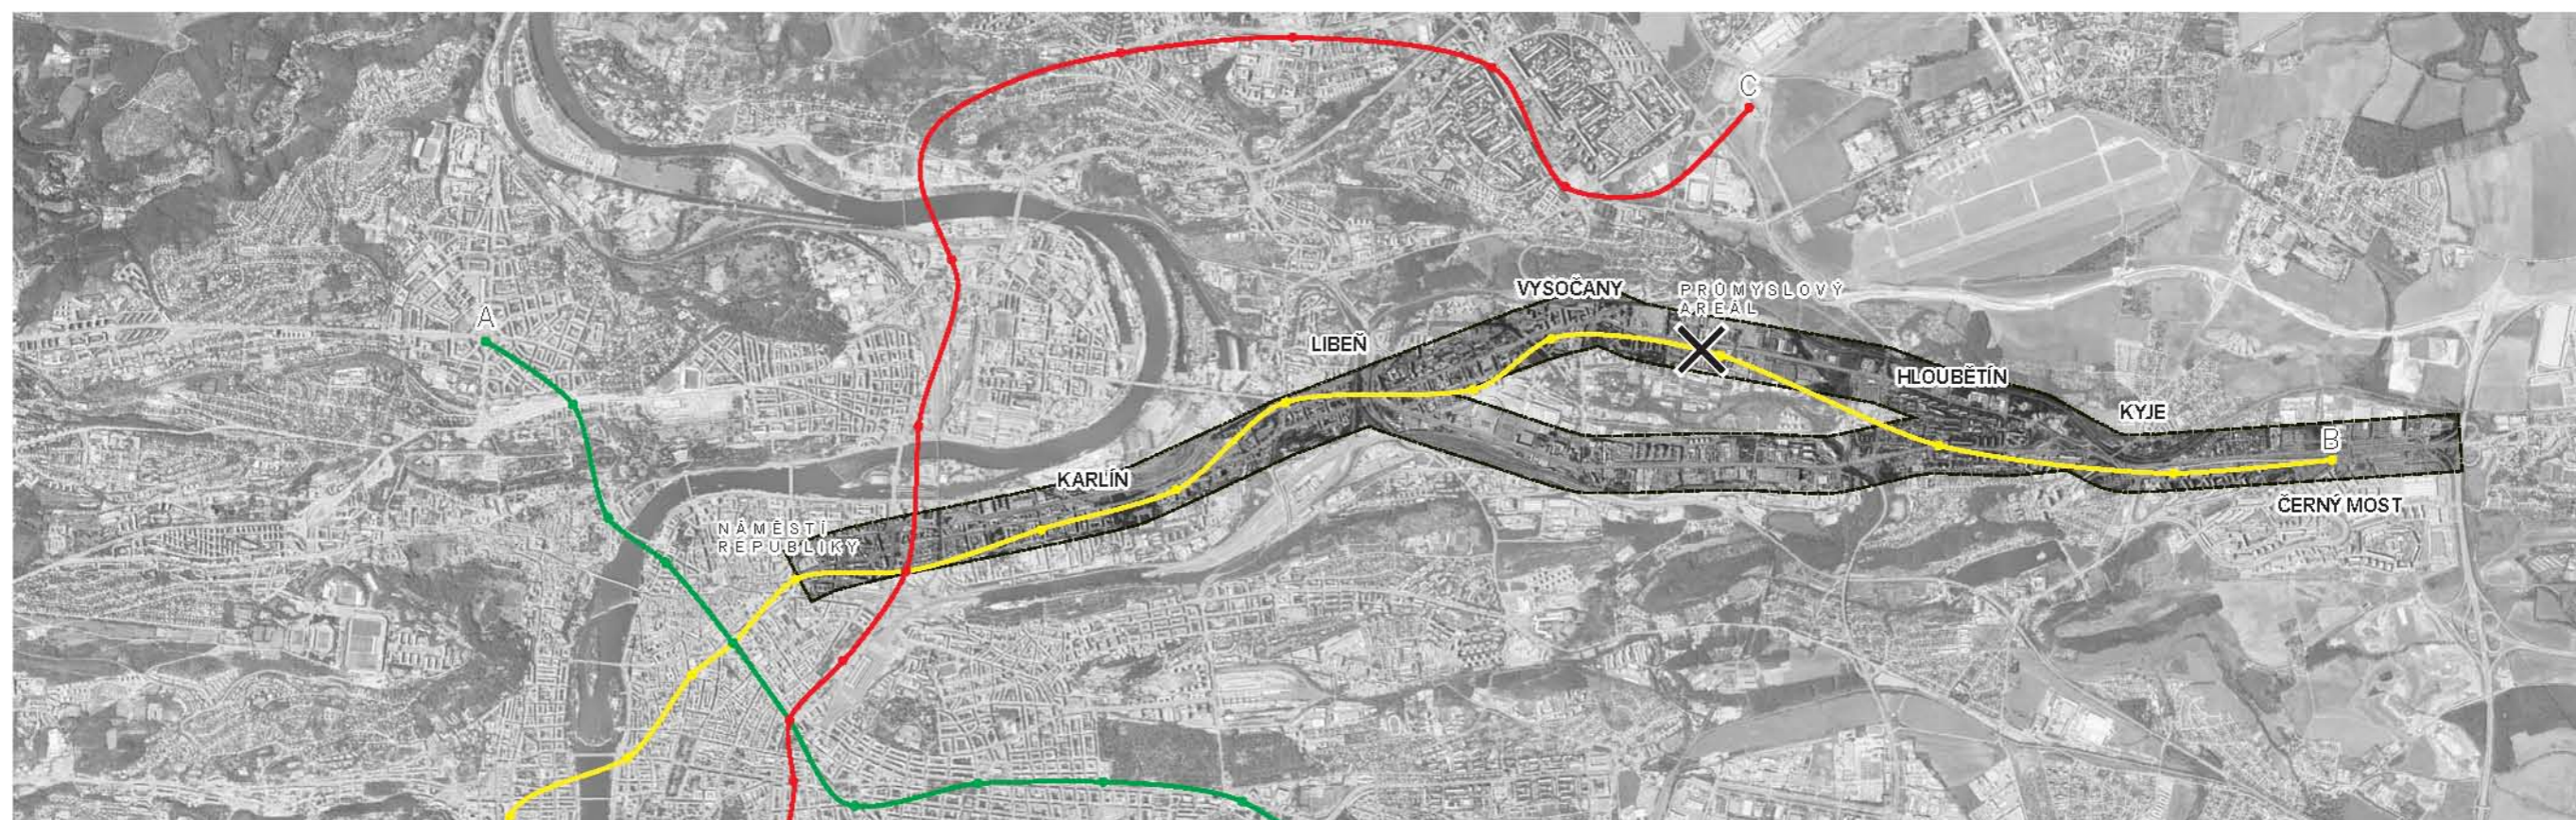 C
VYSOČANY
PRŮMYSLOVÝ
AREÁL
A
LIBEŇ
HLOUBĚTÍN
KYJE
B
KARLÍN
ČERNÝ MOST
NÁMĚSTÍ
REPUBLIKY